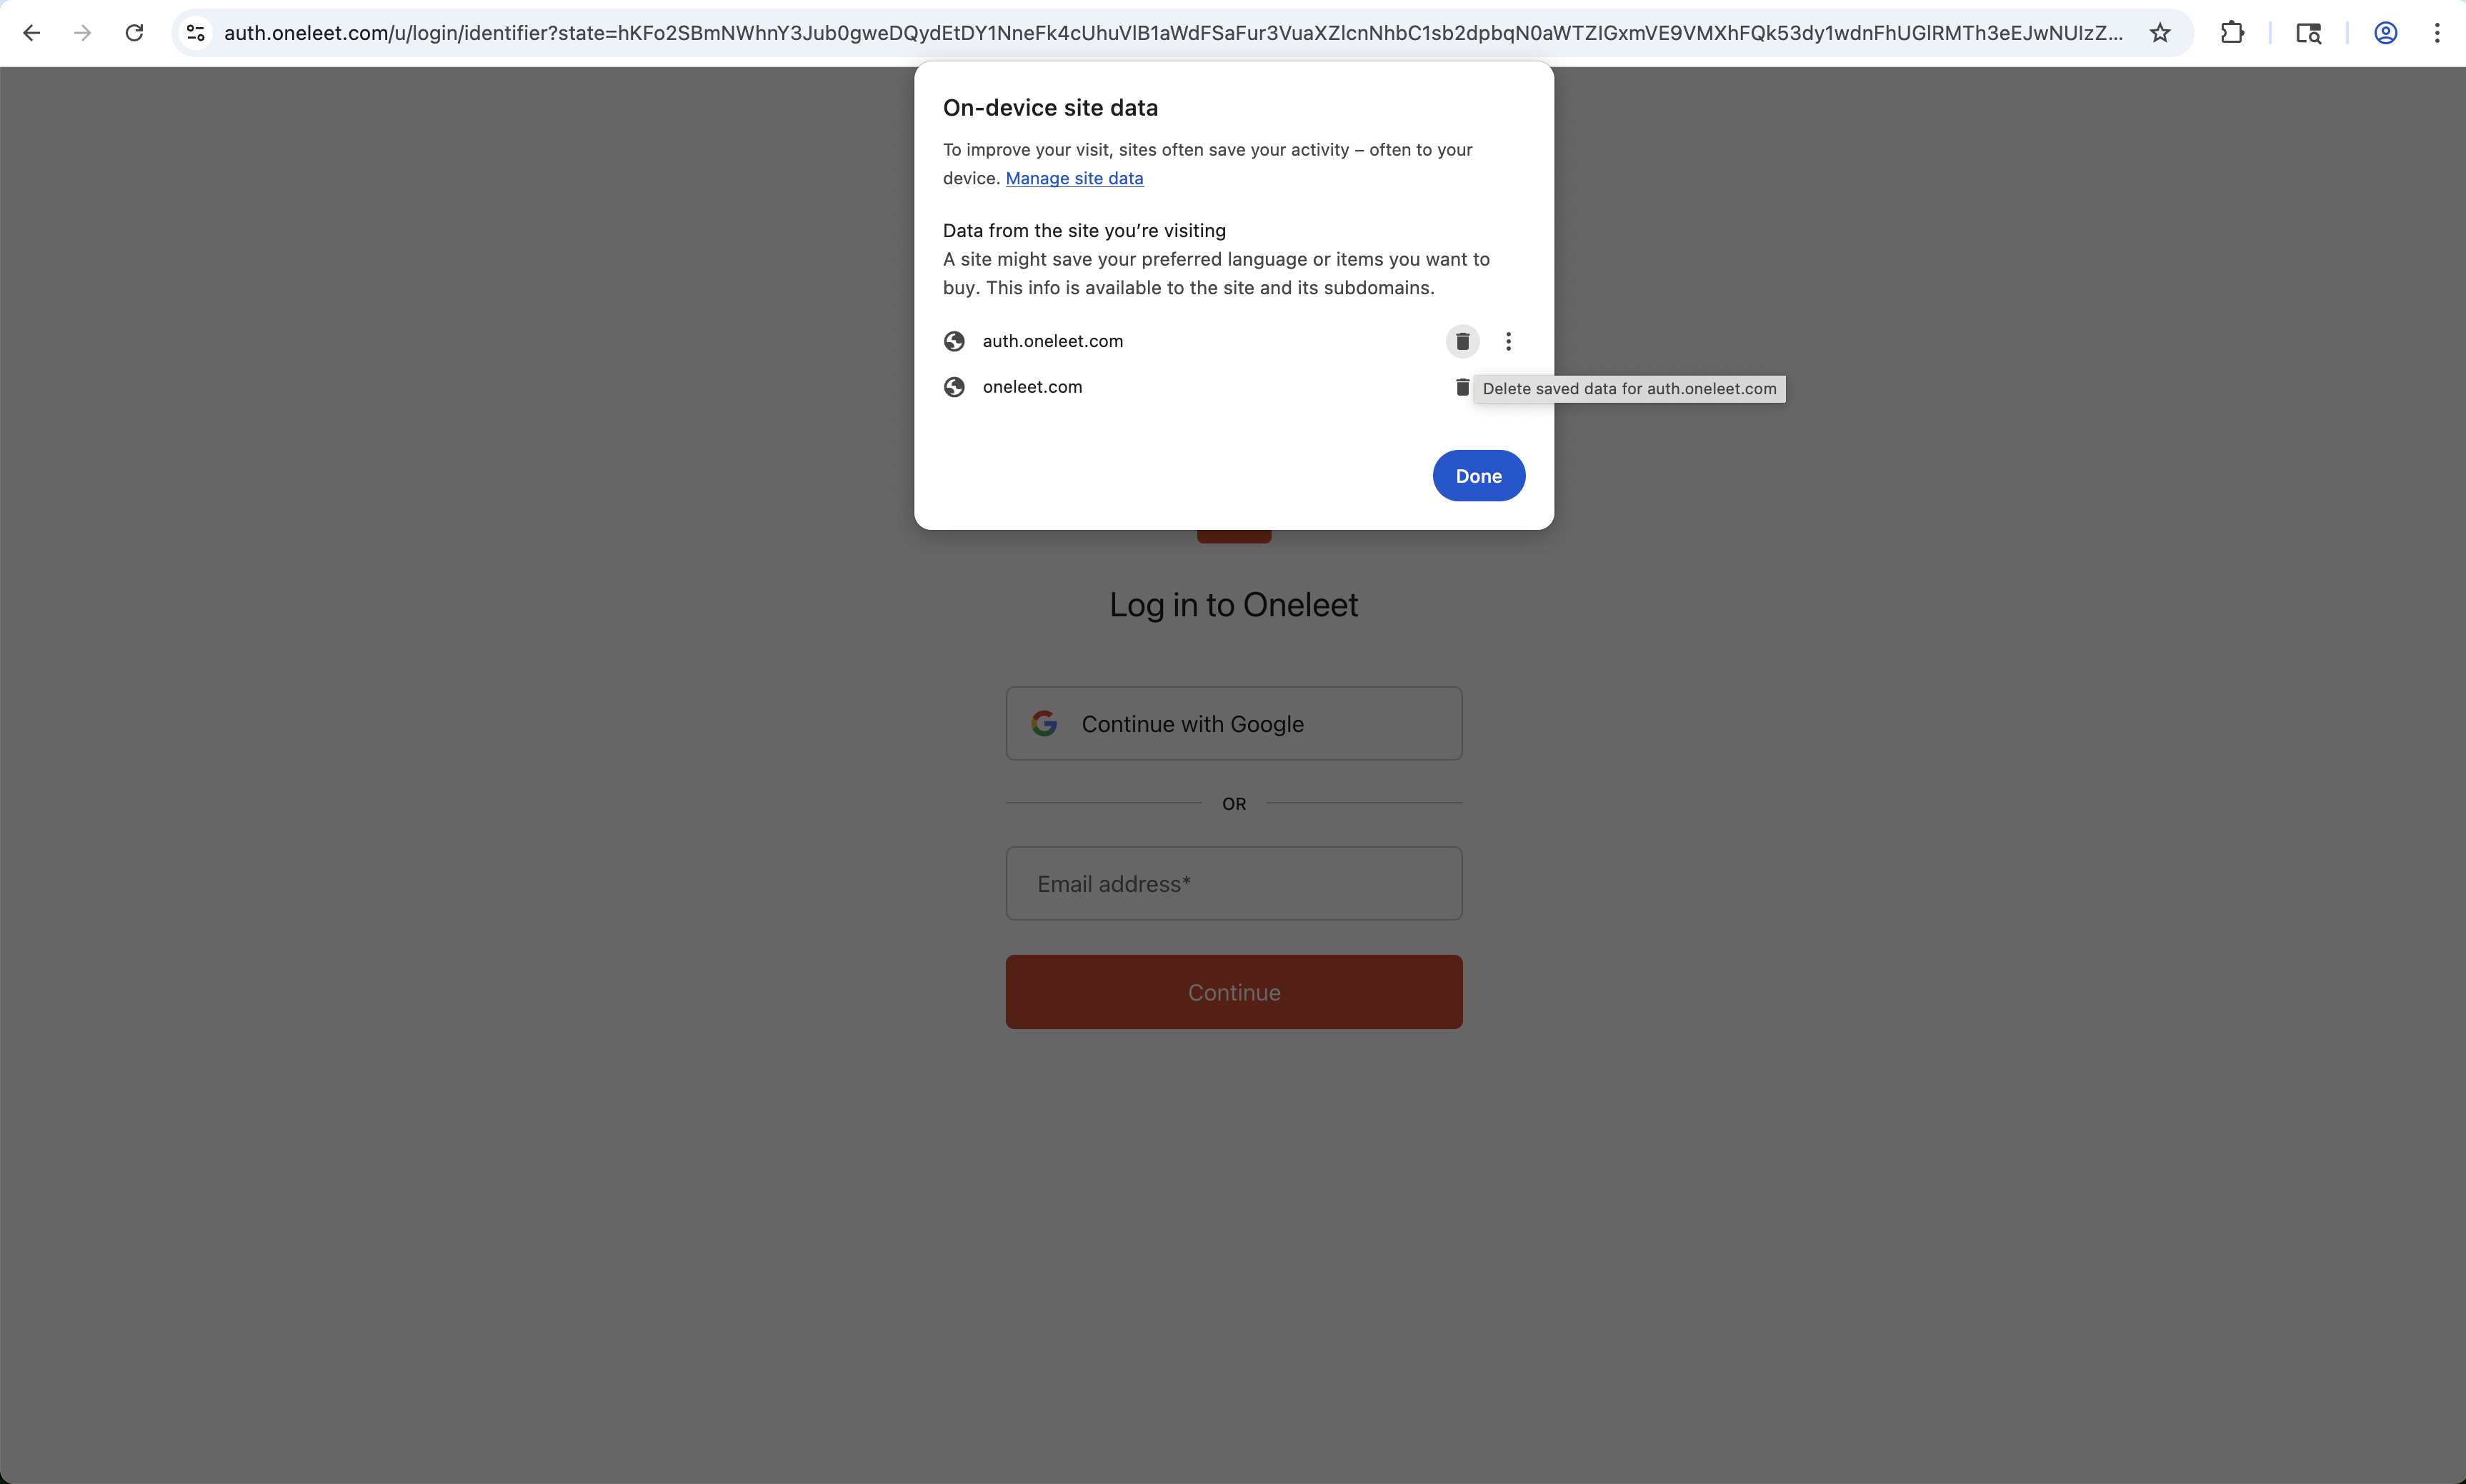 auth.oneleet.com/u/login/identifier?state=hKFo2SBmNWhnY3Jub0gweDQydEtDY1NneFk4cUhuVlB1aWdFSaFur3VuaXZlcnNhbC1sb2dpbqN0aWTZIGxmVE9VMXhFQk53dy1wdnFhUGlRMTh3eEJwNUIzZ...
On-device site data
To improve your visit, sites often save your activity – often to your
device. Manage site data
Data from the site you’re visiting
A site might save your preferred language or items you want to
buy. This info is available to the site and its subdomains.
auth.oneleet.com
oneleet.com
Delete saved data for auth.oneleet.com
Done
Log in to Oneleet
Continue with Google
OR
Email address*
Continue